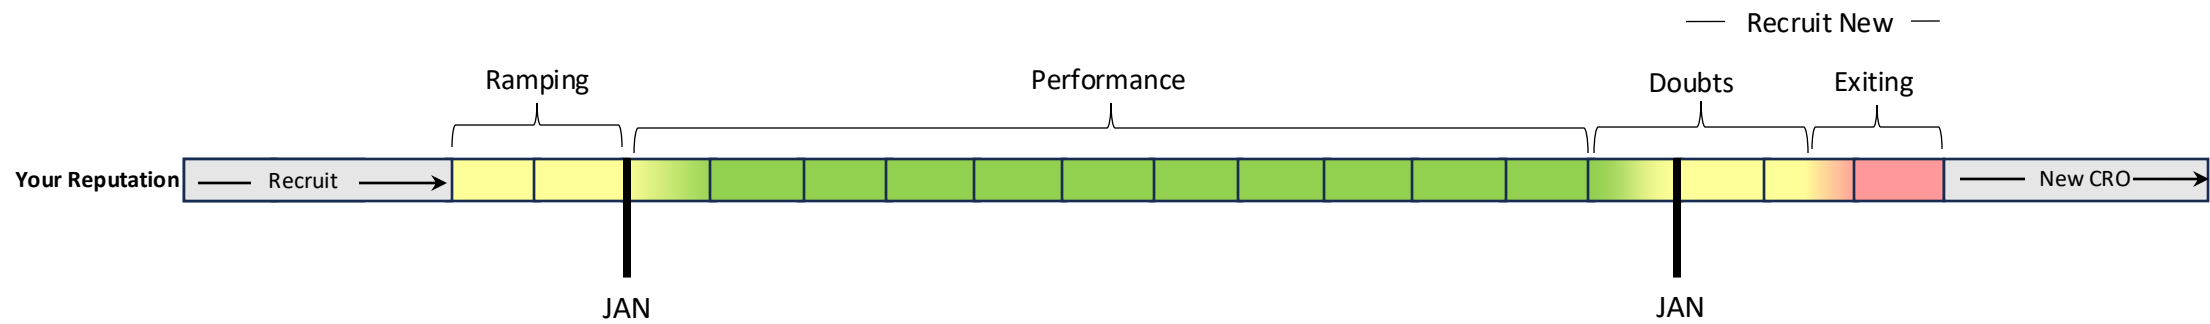 Recruit New
Ramping
Performance
Doubts
Exiting
Your Reputation
Recruit
New CRO
JAN
JAN